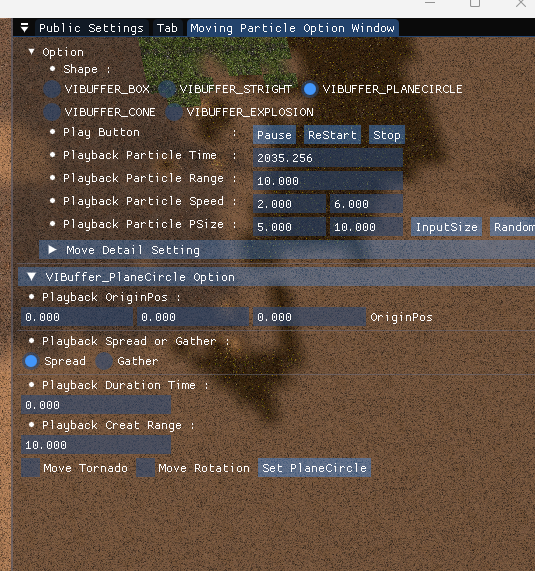 Public Settings Tab Moving Particle Option Window
Option
Shape :
VIBUFFER_BOX VIBUFFER_STRIGHT VIBUFFER_PLANECIRCLE
VIBUFFER_CONE VIBUFFER_EXPLOSION
Play Button : Pause ReStart Stop
Playback Particle Time : 2035.256
Playback Particle Range : 10.000
Playback Particle Speed : 2.000 6.000
Playback Particle PSize : 5.000 10.000 InputSize Random
Move Detail Setting
VIBuffer_PlaneCircle Option
Playback OriginPos :
0.000 0.000 0.000 OriginPos
Playback Spread or Gather :
Spread Gather
Playback Duration Time :
0.000
Playback Creat Range :
10.000
Move Tornado Move Rotation Set PlaneCircle